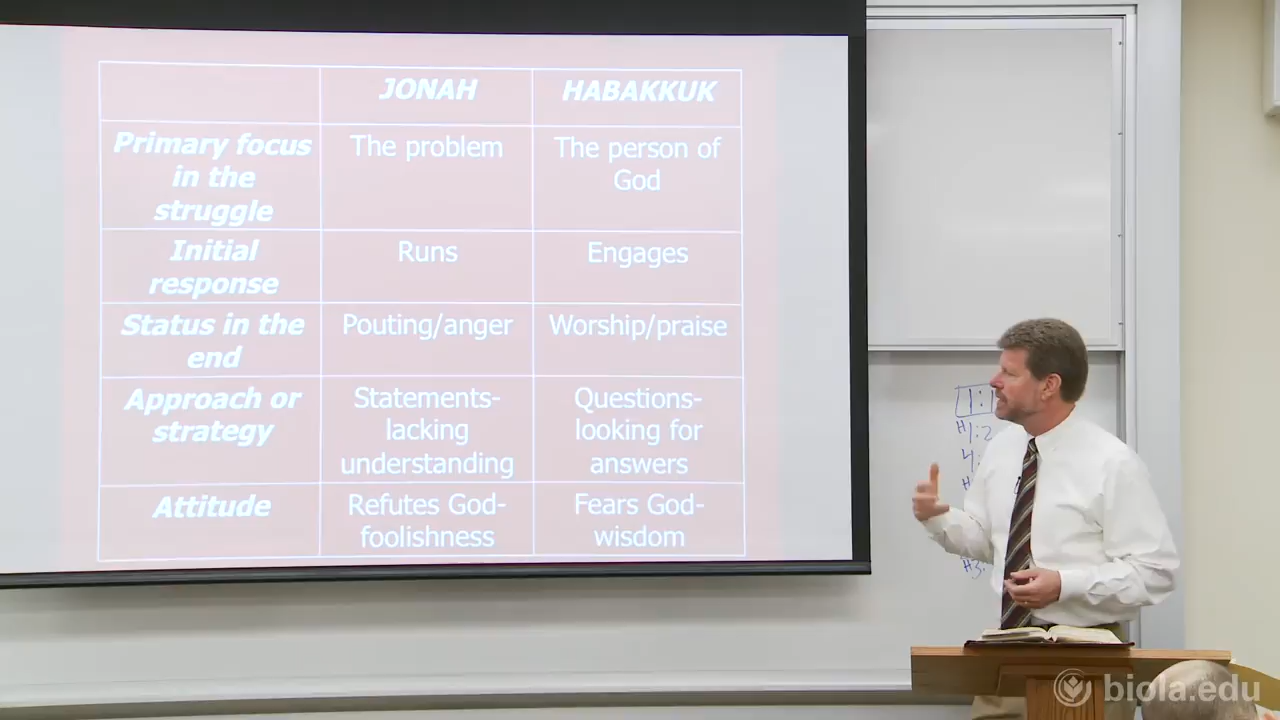 JONAH HABAKKUK
Primary focus
in the
struggle
The problem
The person of
God
Initial
response
Runs
Engages
Status in the
end
Pouting/anger
Worship/praise
Approach or
strategy
Statements-
lacking
understanding
Questions-
looking for
answers
Attitude
Refutes God-
foolishness
Fears God-
wisdom
H1:2
biola.edu